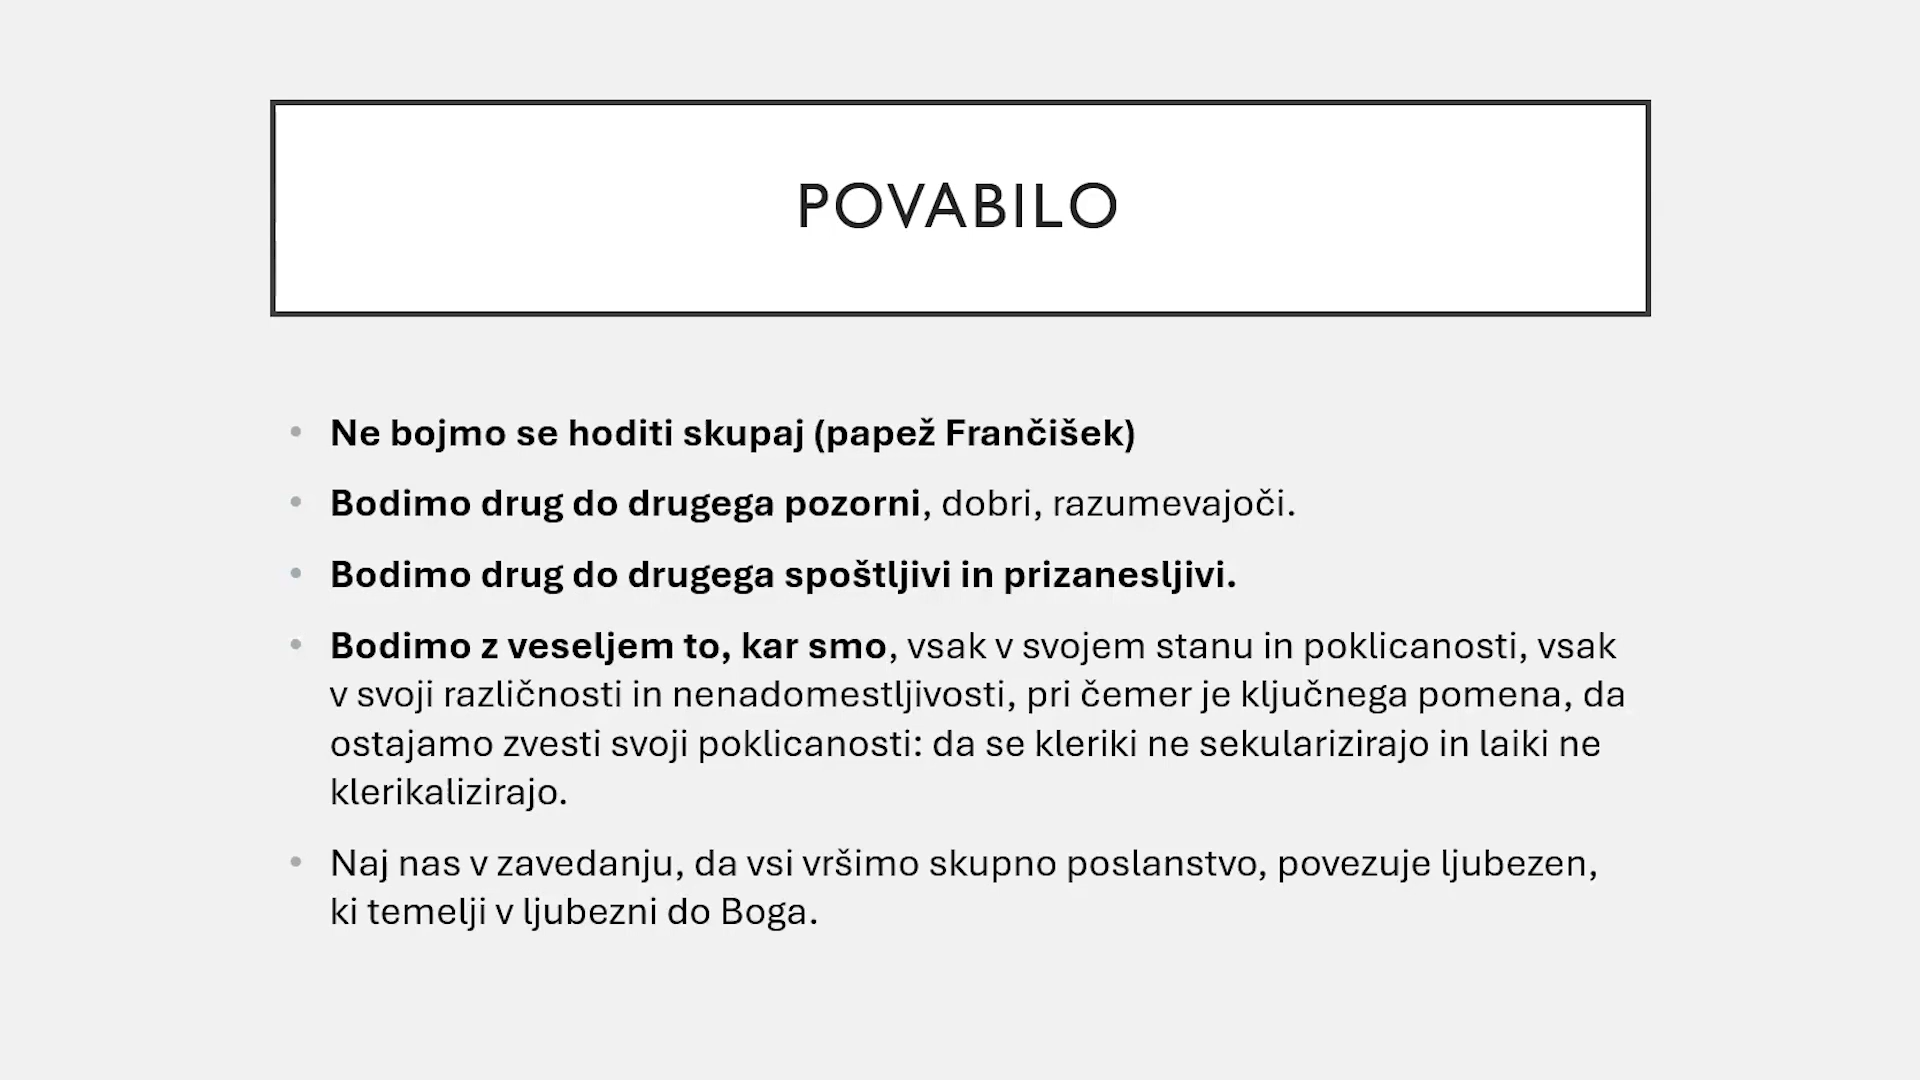 POVABILO
• Ne bojmo se hoditi skupaj (papež Frančišek)
• Bodimo drug do drugega pozorni, dobri, razumevajoči.
• Bodimo drug do drugega spoštljivi in prizanesljivi.
• Bodimo z veseljem to, kar smo, vsak v svojem stanu in poklicanosti, vsak
v svoji različnosti in nenadomestljivosti, pri čemer je ključnega pomena, da
ostajamo zvesti svoji poklicanosti: da se kleriki ne sekularizirajo in laiki ne
klerikalizirajo.
• Naj nas v zavedanju, da vsi vršimo skupno poslanstvo, povezuje ljubezen,
ki temelji v ljubezni do Boga.